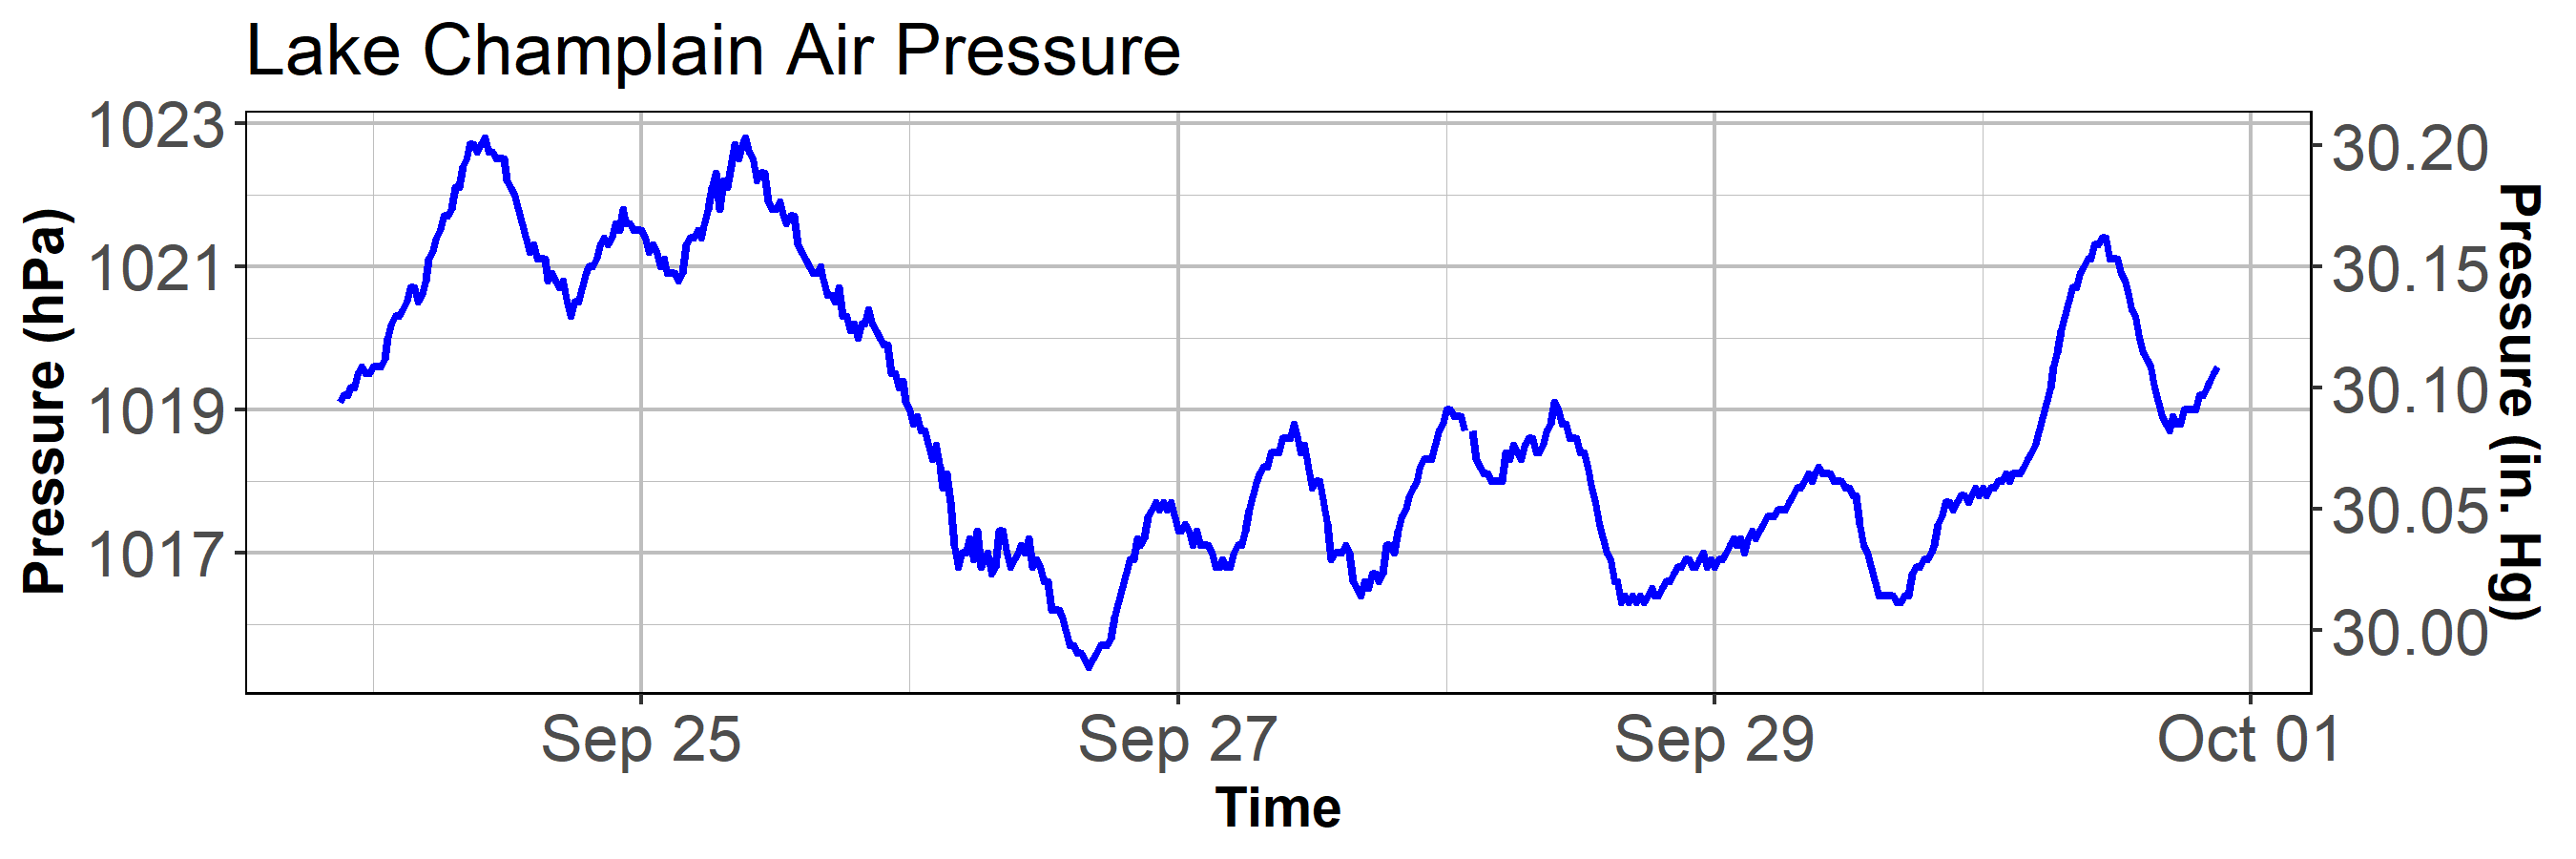 Lake Champlain Air Pressure
1023
1021
1019
1017
Pressure (hPa)
30.20
30.15
30.10
30.05
30.00
Pressure (in. Hg)
Sep 25
Sep 27
Sep 29
Oct 01
Time